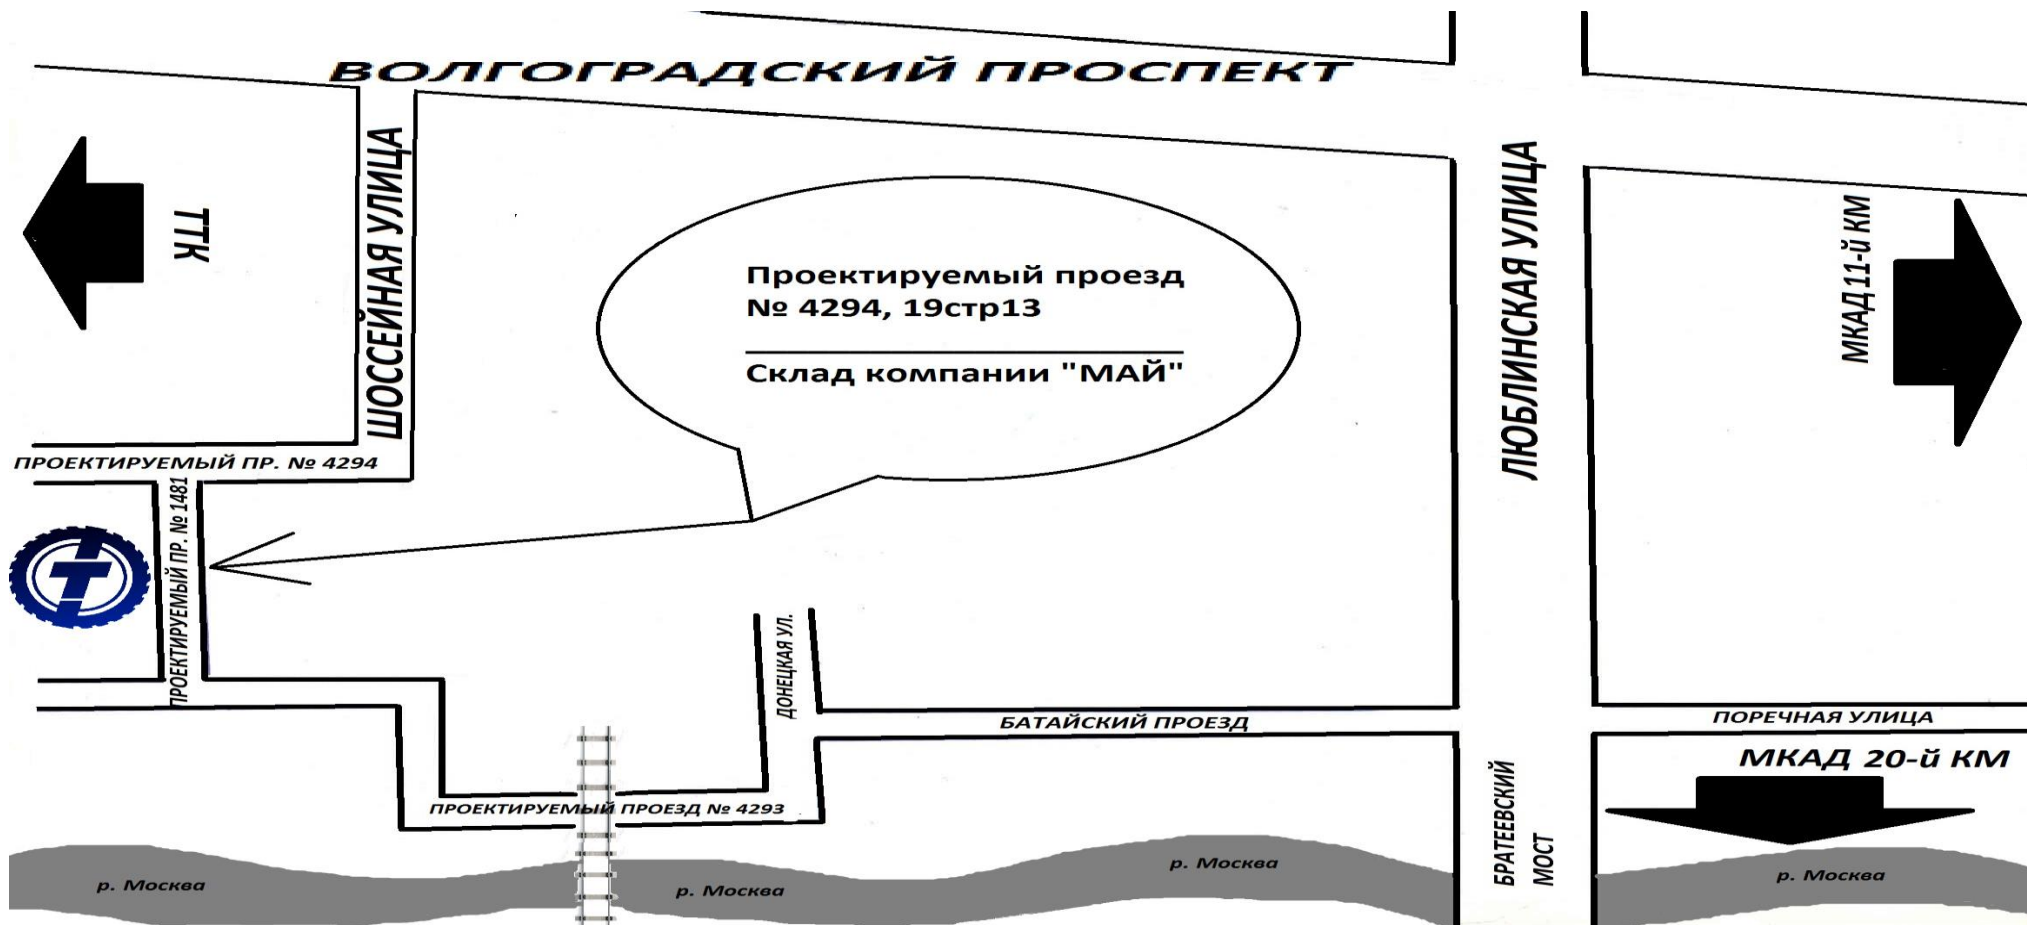 ВОЛГОГРАДСКИЙ ПРОСПЕКТ
ТТК
ШОССЕЙНАЯ УЛИЦА
Проектируемый проезд
№ 4294, 19стр13
Склад компании "МАЙ"
ЛЮБЛИНСКАЯ УЛИЦА
МКАД 11-й КМ
ПРОЕКТИРУЕМЫЙ ПР. № 4294
ПРОЕКТИРУЕМЫЙ ПР. № 1481
Т
ДОНЕЦКАЯ УЛ.
БАТАЙСКИЙ ПРОЕЗД
ПОРЕЧНАЯ УЛИЦА
МКАД 20-й КМ
ПРОЕКТИРУЕМЫЙ ПРОЕЗД № 4293
БРАТЕЕВСКИЙ
МОСТ
р. Москва
р. Москва
р. Москва
р. Москва